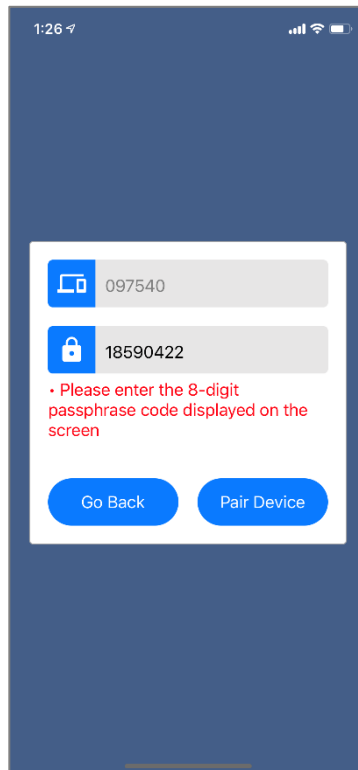 1:26
097540
18590422
• Please enter the 8-digit
passphrase code displayed on the
screen
Go Back
Pair Device